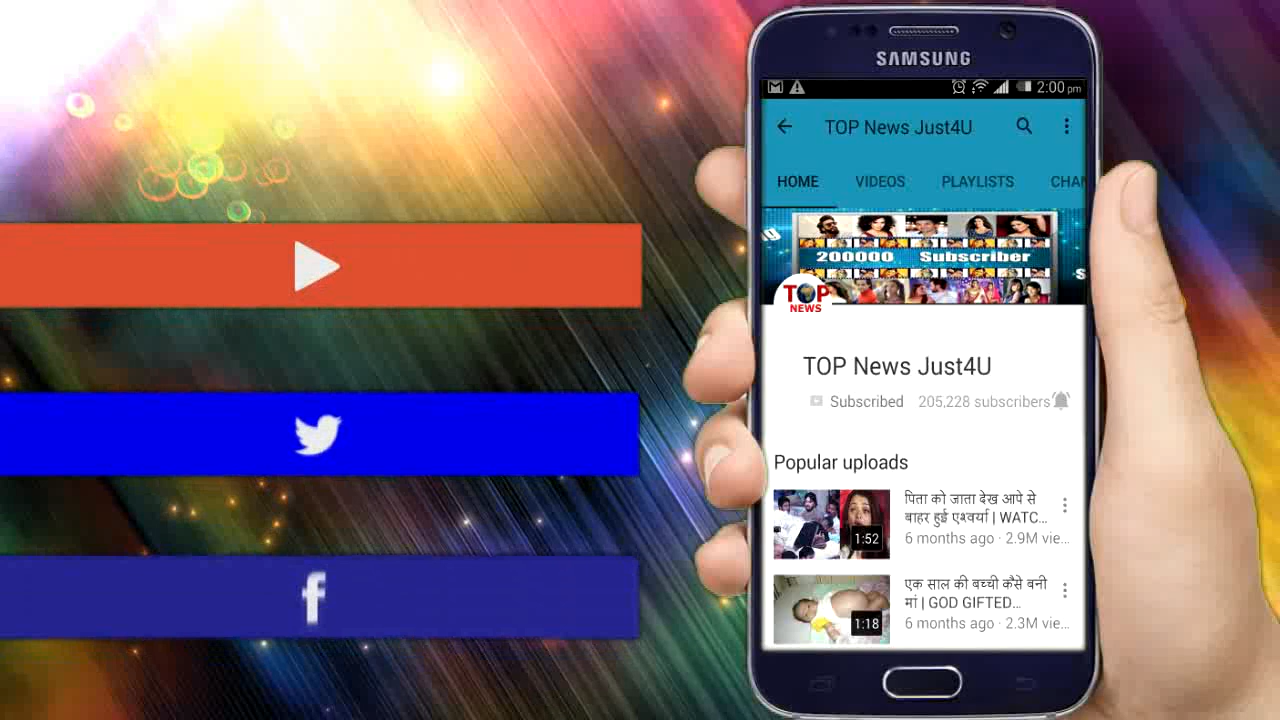 SAMSUNG
2:00 pm
TOP News Just4U
HOME VIDEOS PLAYLISTS CHAN
200000 Subscriber
TOP
NEWS
TOP News Just4U
Subscribed 205,228 subscribers
Popular uploads
पिता को जाता देख आपे से
बाहर हुई एश्वर्या | WATC...
6 months ago · 2.9M vie...
1:52
एक साल की बच्ची कैसे बनी
मां | GOD GIFTED...
6 months ago · 2.3M vie...
1:18